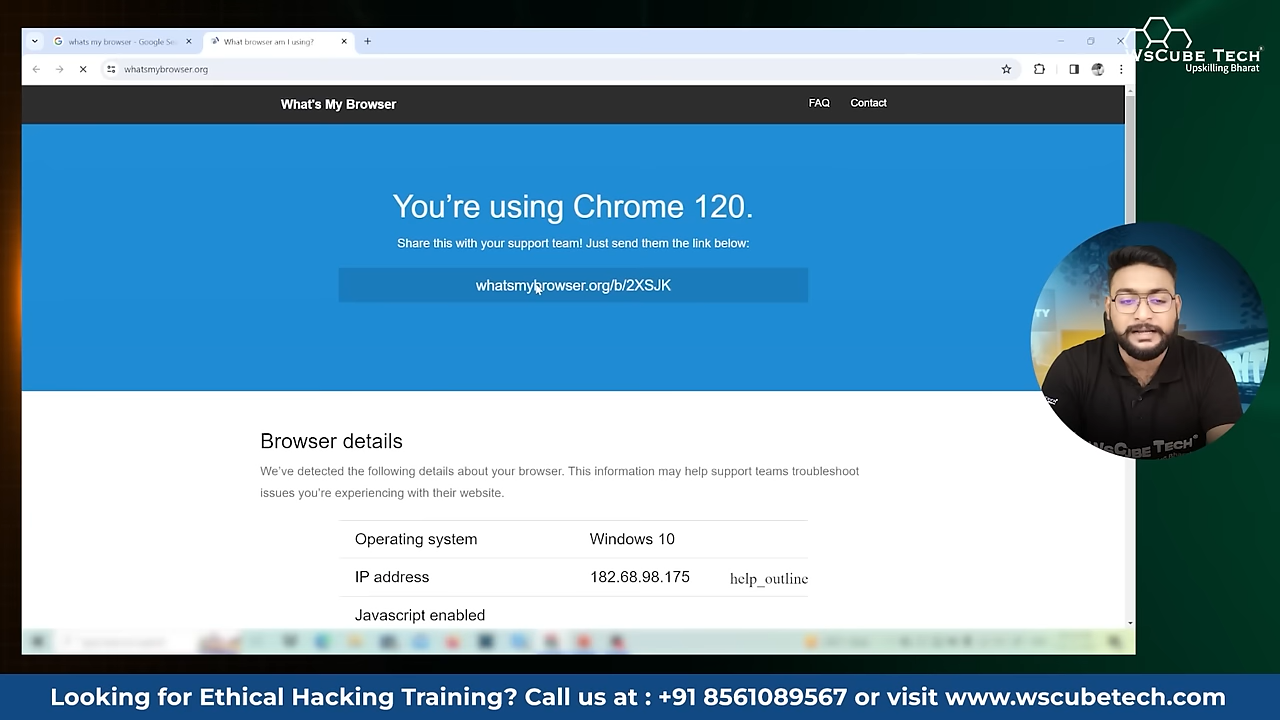 whats my browser - Google Se
What browser am I using?
whatsmybrowser.org
WsCube Tech
Upskilling Bharat
What's My Browser
FAQ
Contact
You're using Chrome 120.
Share this with your support team! Just send them the link below:
whatsmybrowser.org/b/2XSJK
TY
Browser details
We've detected the following details about your browser. This information may help support teams troubleshoot
issues you're experiencing with their website.
Operating system Windows 10
IP address 182.68.98.175 help_outline
Javascript enabled
WsCube Tech
Looking for Ethical Hacking Training? Call us at : +91 8561089567 or visit www.wscubetech.com